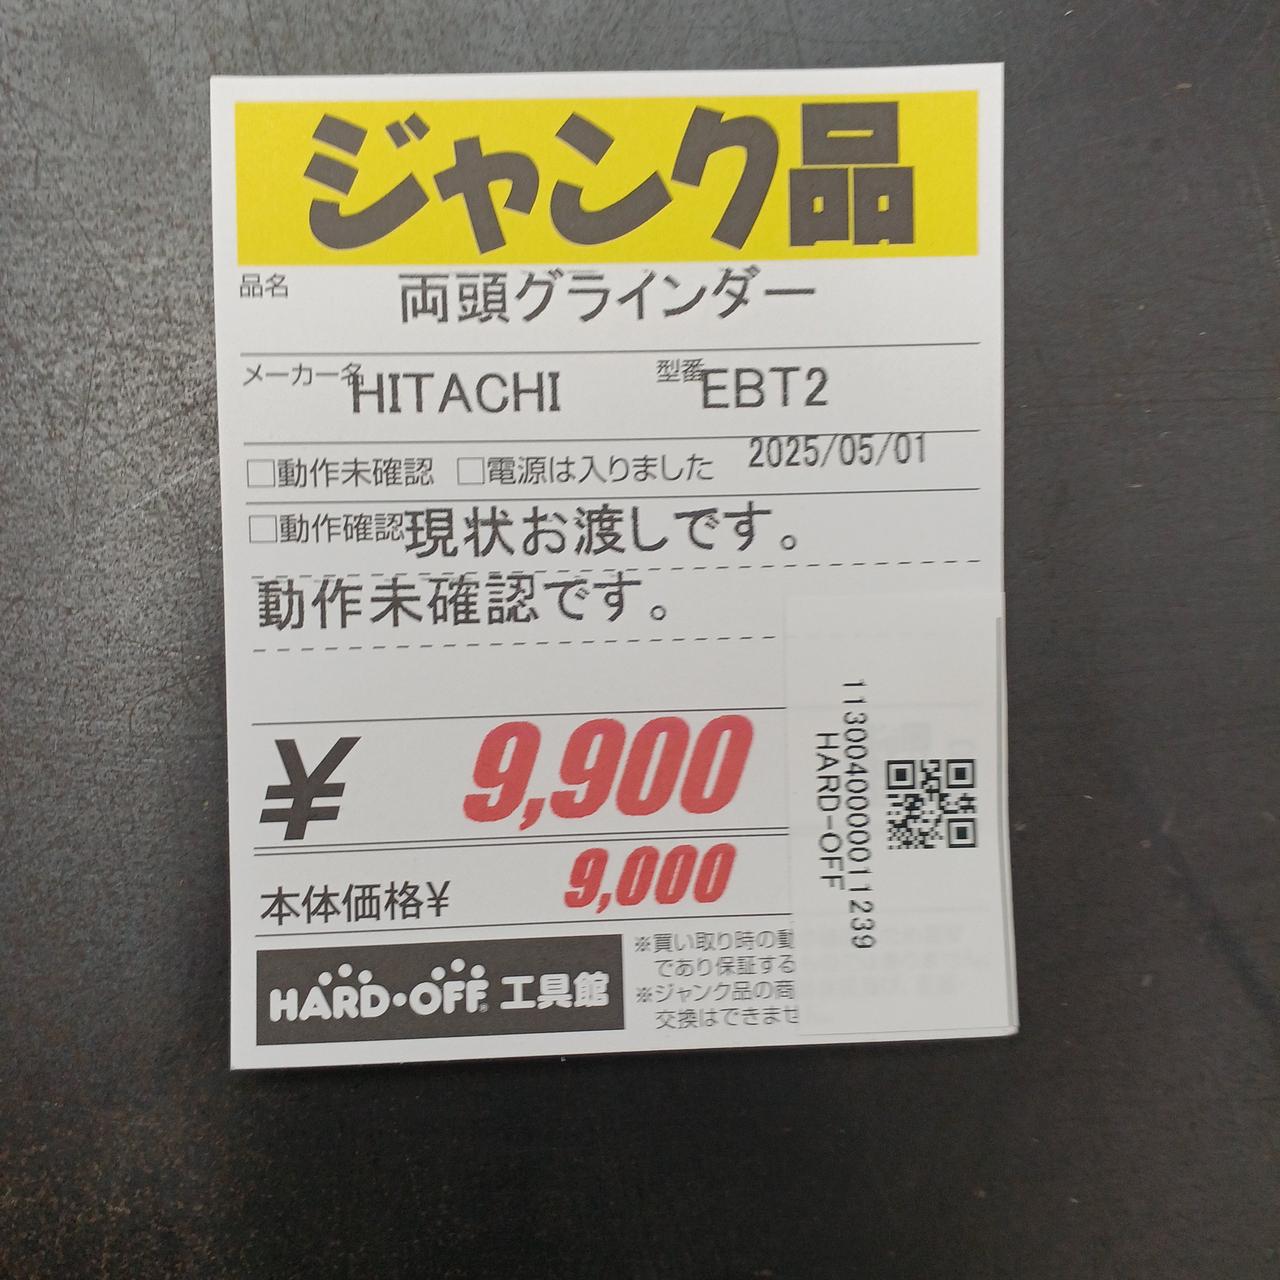 ジャンク品
品名 両頭グラインダー
メーカー名 HITACHI 型番 EBT2
□動作未確認 □電源は入りました 2025/05/01
□動作確認 現状お渡しです。
動作未確認です。
¥ 9,900
本体価格¥ 9,000
HARD・OFF 工具館
※買い取り時の動
であり保証する
※ジャンク品の商
交換はできませ
1130040000011239
HARD-OFF